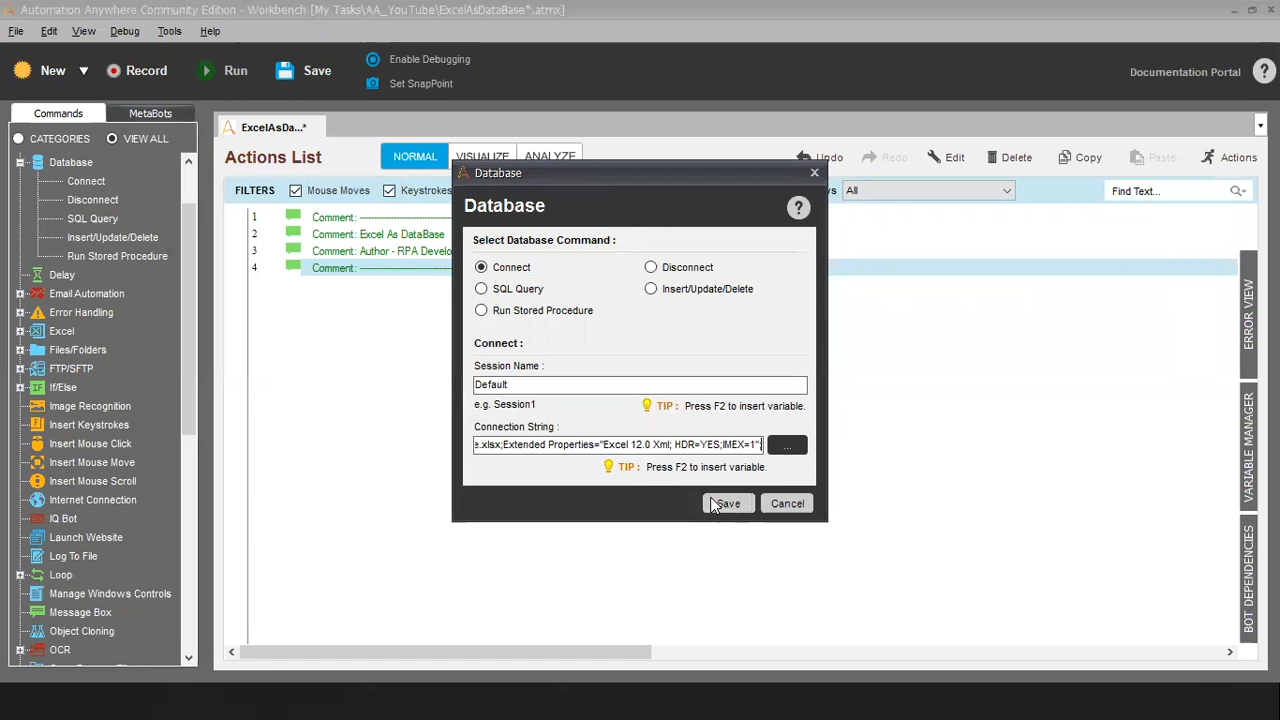 Automation Anywhere Community Edition - Workbench [My Tasks\AA_YouTube\ExcelAsDataBase*.atmx]
File Edit View Debug Tools Help
New Record Run Save
Enable Debugging
Set SnapPoint
Documentation Portal ?
Commands MetaBots
CATEGORIES VIEW ALL
Database
Connect
Disconnect
SQL Query
Insert/Update/Delete
Run Stored Procedure
Delay
Email Automation
Error Handling
Excel
Files/Folders
FTP/SFTP
If/Else
Image Recognition
Insert Keystrokes
Insert Mouse Click
Insert Mouse Move
Insert Mouse Scroll
Internet Connection
IQ Bot
Launch Website
Log To File
Loop
Manage Windows Controls
Message Box
Object Cloning
OCR
ExcelAsDa...*
Actions List NORMAL VISUALIZE ANALYZE Undo Redo Edit Delete Copy Paste Actions
FILTERS Mouse Moves Keystrokes All Find Text...
1 Comment: --------------------
2 Comment: Excel As DataBase
3 Comment: Author - RPA Develo
4 Comment: --------------------
Database
Database ?
Select Database Command :
Connect Disconnect
SQL Query Insert/Update/Delete
Run Stored Procedure
Connect :
Session Name :
Default
e.g. Session1 TIP : Press F2 to insert variable.
Connection String :
e.xlsx;Extended Properties="Excel 12.0 Xml; HDR=YES;IMEX=1"; ...
TIP : Press F2 to insert variable.
Save Cancel
ERROR VIEW
VARIABLE MANAGER
BOT DEPENDENCIES